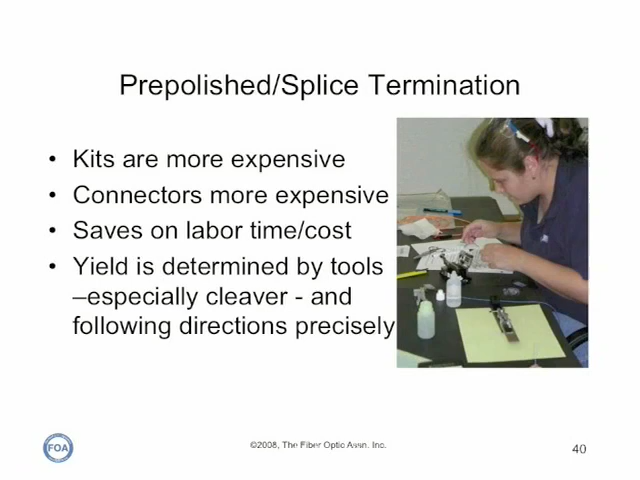 Prepolished/Splice Termination
• Kits are more expensive
• Connectors more expensive
• Saves on labor time/cost
• Yield is determined by tools
–especially cleaver - and
following directions precisely
FOA
©2008, The Fiber Optic Assn. Inc.
40